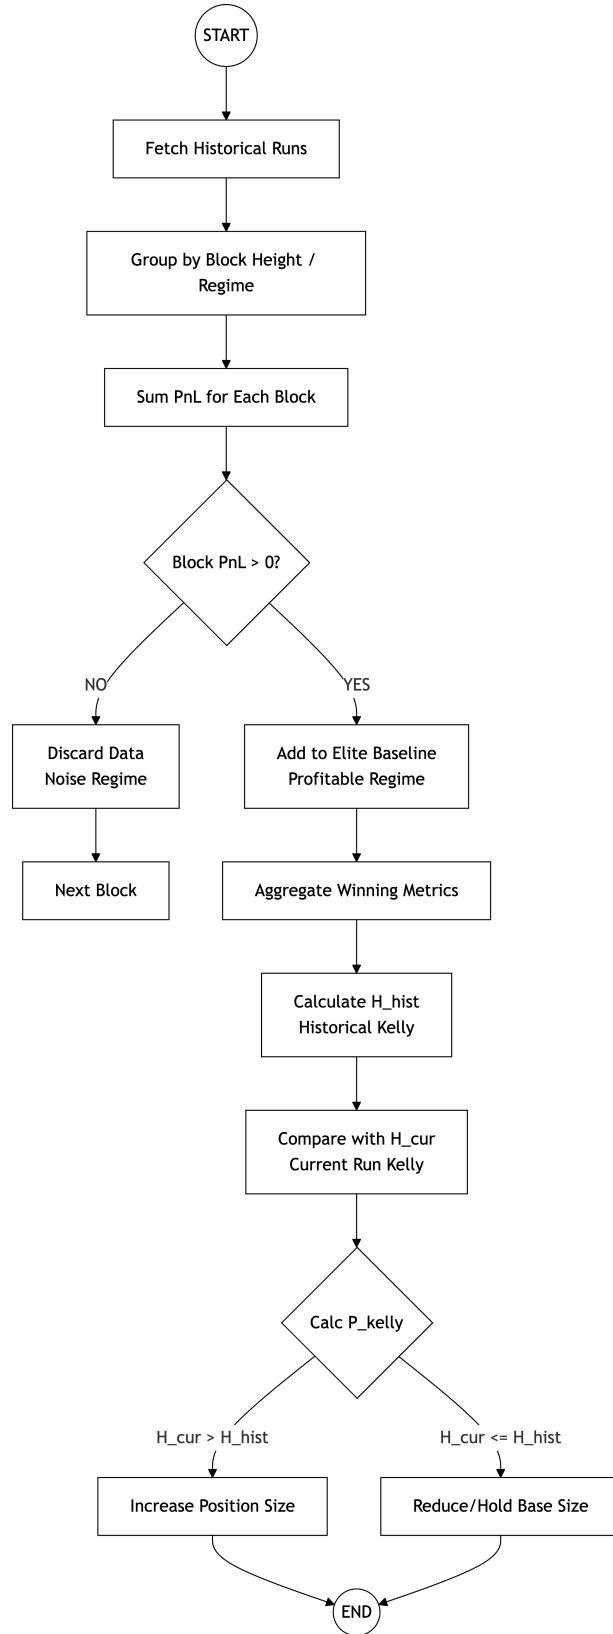 START
Fetch Historical Runs
Group by Block Height /
Regime
Sum PnL for Each Block
Block PnL > 0?
NO
YES
Discard Data
Noise Regime
Add to Elite Baseline
Profitable Regime
Next Block
Aggregate Winning Metrics
Calculate H_hist
Historical Kelly
Compare with H_cur
Current Run Kelly
Calc P_kelly
H_cur > H_hist
H_cur <= H_hist
Increase Position Size
Reduce/Hold Base Size
END